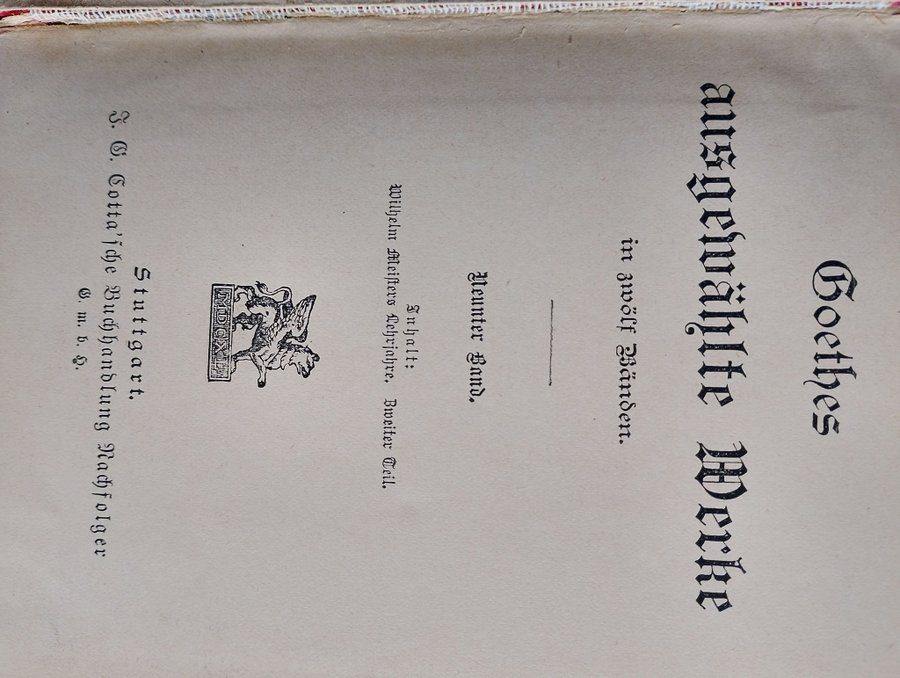 Goethes
ausgewählte Werke
in zwölf Bänden.
Neunter Band.
Inhalt:
Wilhelm Meisters Lehrjahre. Zweiter Teil.
Stuttgart.
J. G. Cotta'sche Buchhandlung Nachfolger
G. m. b. H.